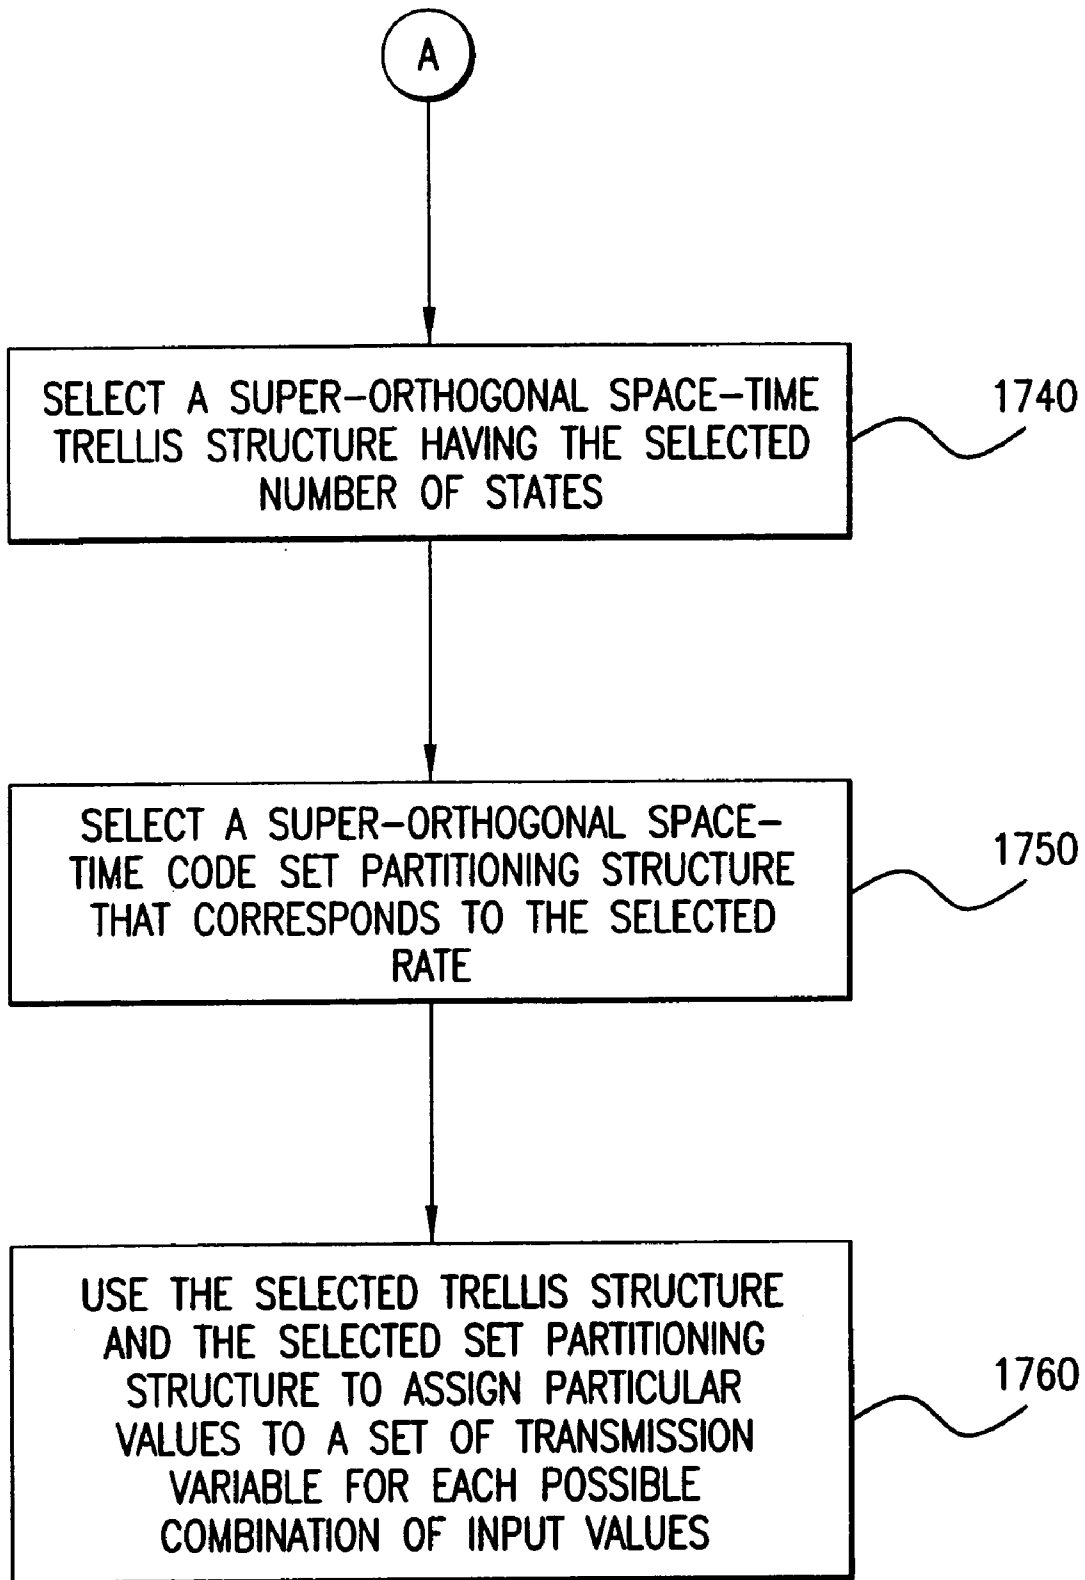 A
SELECT A SUPER-ORTHOGONAL SPACE-TIME
TRELLIS STRUCTURE HAVING THE SELECTED
NUMBER OF STATES
1740
SELECT A SUPER-ORTHOGONAL SPACE-
TIME CODE SET PARTITIONING STRUCTURE
THAT CORRESPONDS TO THE SELECTED
RATE
1750
USE THE SELECTED TRELLIS STRUCTURE
AND THE SELECTED SET PARTITIONING
STRUCTURE TO ASSIGN PARTICULAR
VALUES TO A SET OF TRANSMISSION
VARIABLE FOR EACH POSSIBLE
COMBINATION OF INPUT VALUES
1760